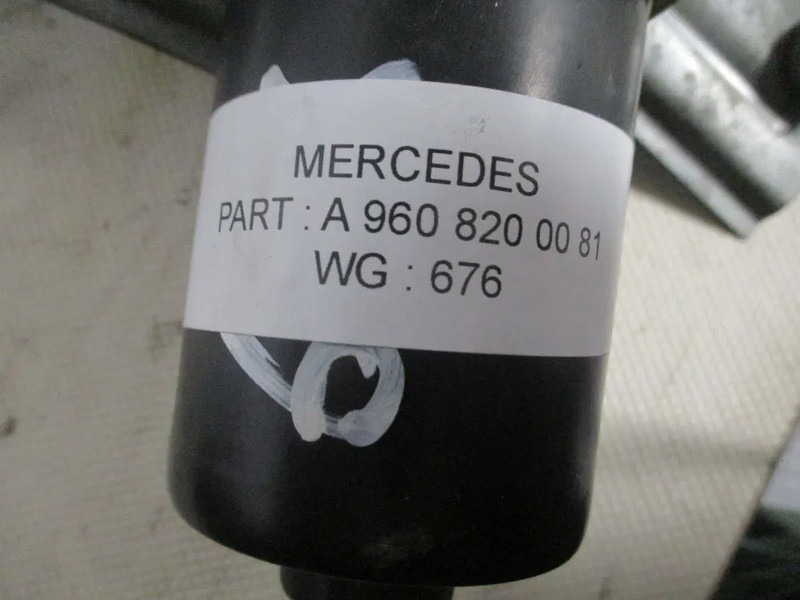 MERCEDES
PART : A 960 820 00 81
WG : 676